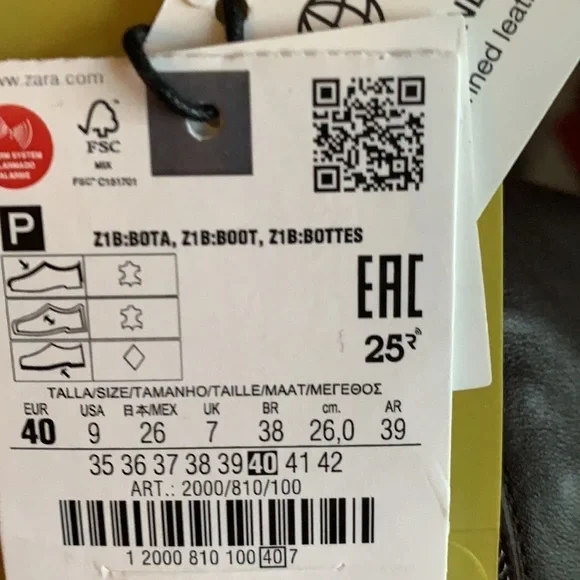 www.zara.com
FSC
MIX
FSC® C151701
P
Z1B:BOTA, Z1B:BOOT, Z1B:BOTTES
EAC
25
TALLA/SIZE/TAMANHO/TAILLE/MAAT/ΜΕΓΕΘΟΣ
EUR USA 日本/MEX UK BR cm. AR
40 9 26 7 38 26,0 39
35 36 37 38 39 40 41 42
ART.: 2000/810/100
1 2000 810 100 40 7